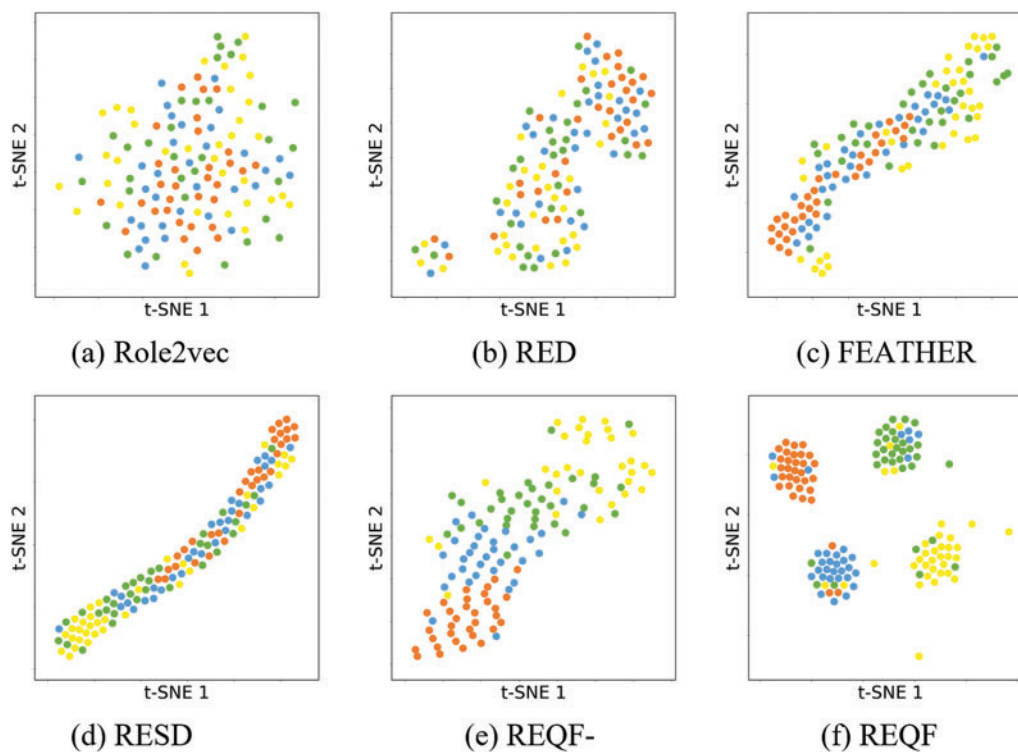 t-SNE 2
t-SNE 1
(a) Role2vec
t-SNE 2
t-SNE 1
(b) RED
t-SNE 2
t-SNE 1
(c) FEATHER
t-SNE 2
t-SNE 1
(d) RESD
t-SNE 2
t-SNE 1
(e) REQF-
t-SNE 2
t-SNE 1
(f) REQF